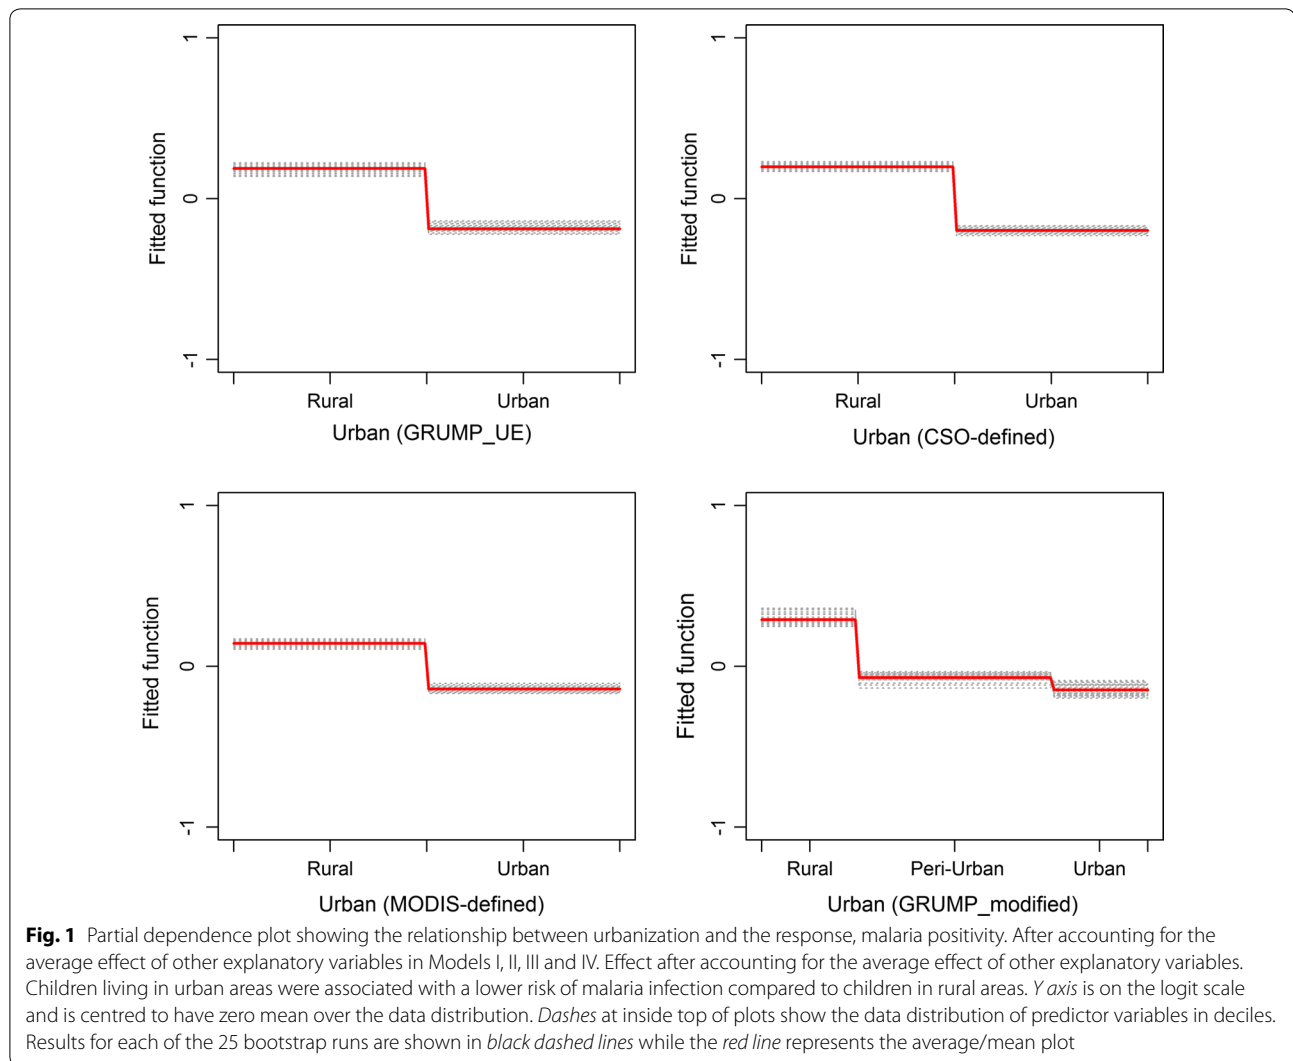 1
0
-1
Fitted function
Rural
Urban
Urban (GRUMP_UE)
1
0
-1
Fitted function
Rural
Urban
Urban (CSO-defined)
1
0
-1
Fitted function
Rural
Urban
Urban (MODIS-defined)
1
0
-1
Fitted function
Rural
Peri-Urban
Urban
Urban (GRUMP_modified)
Fig. 1 Partial dependence plot showing the relationship between urbanization and the response, malaria positivity. After accounting for the
average effect of other explanatory variables in Models I, II, III and IV. Effect after accounting for the average effect of other explanatory variables.
Children living in urban areas were associated with a lower risk of malaria infection compared to children in rural areas. Y axis is on the logit scale
and is centred to have zero mean over the data distribution. Dashes at inside top of plots show the data distribution of predictor variables in deciles.
Results for each of the 25 bootstrap runs are shown in black dashed lines while the red line represents the average/mean plot